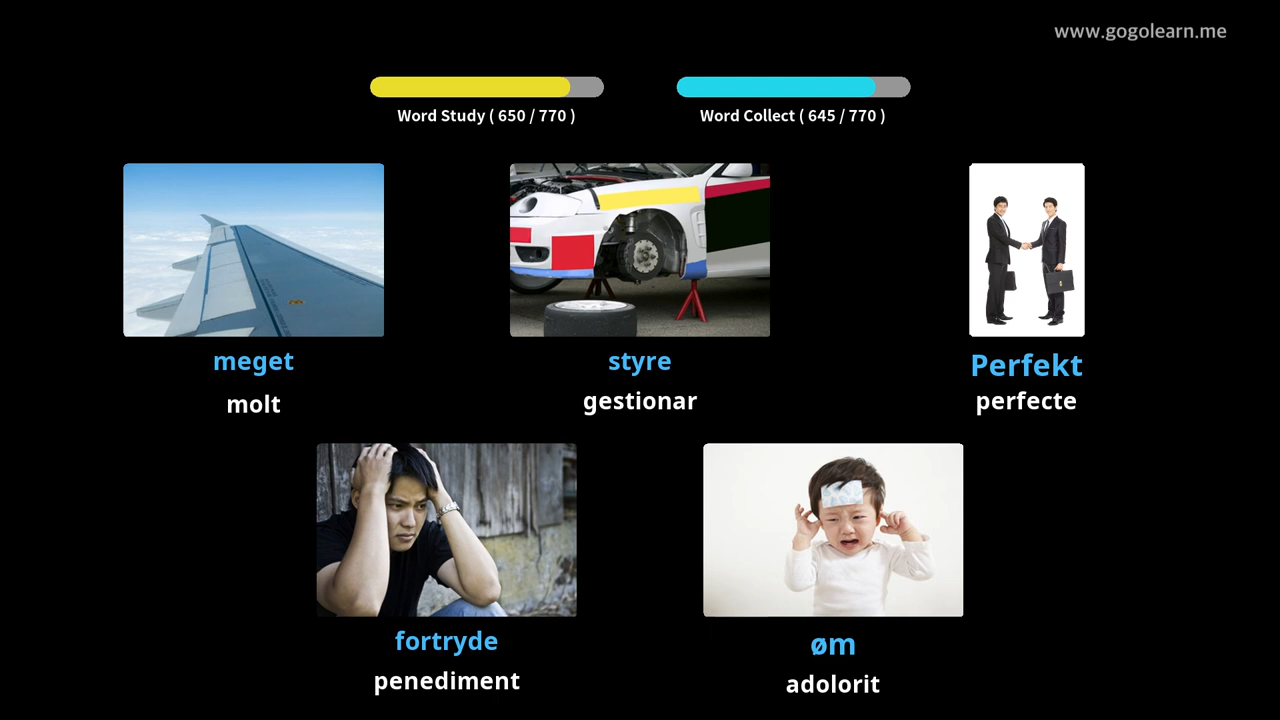 www.gogolearn.me
Word Study ( 650 / 770 )
Word Collect ( 645 / 770 )
meget
molt
styre
gestionar
Perfekt
perfecte
fortryde
penediment
øm
adolorit